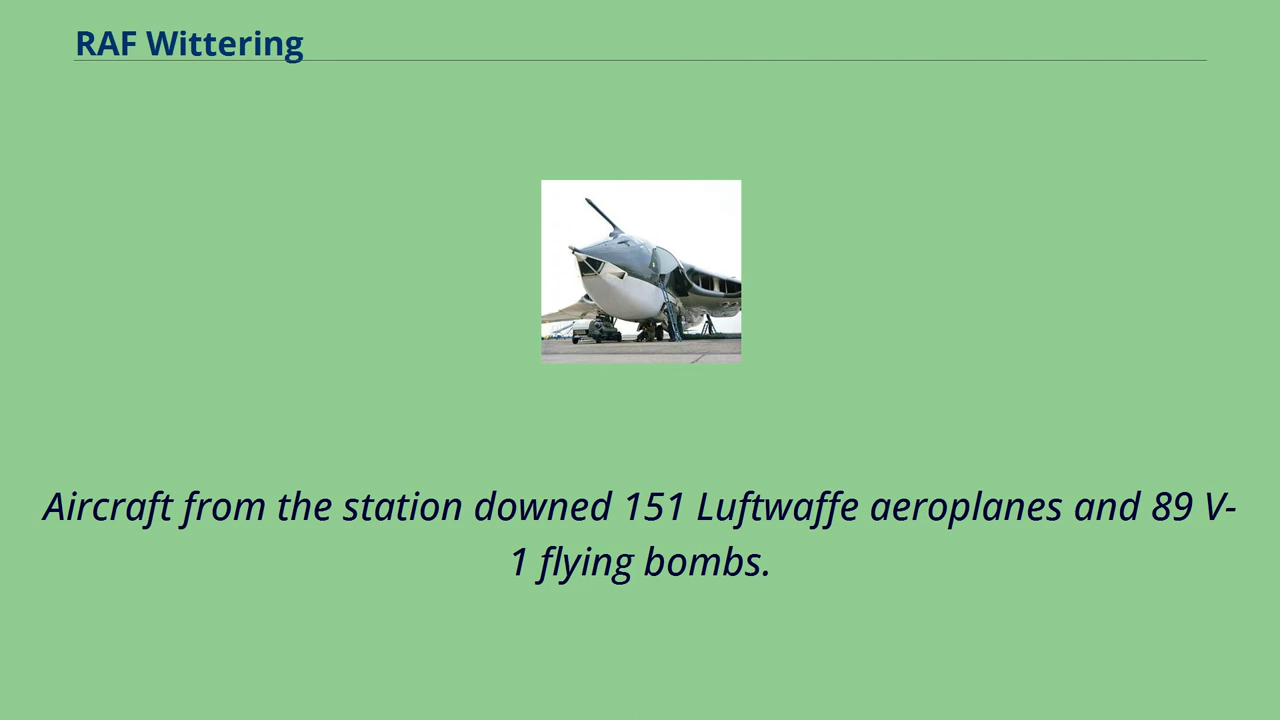 RAF Wittering
Aircraft from the station downed 151 Luftwaffe aeroplanes and 89 V-
1 flying bombs.